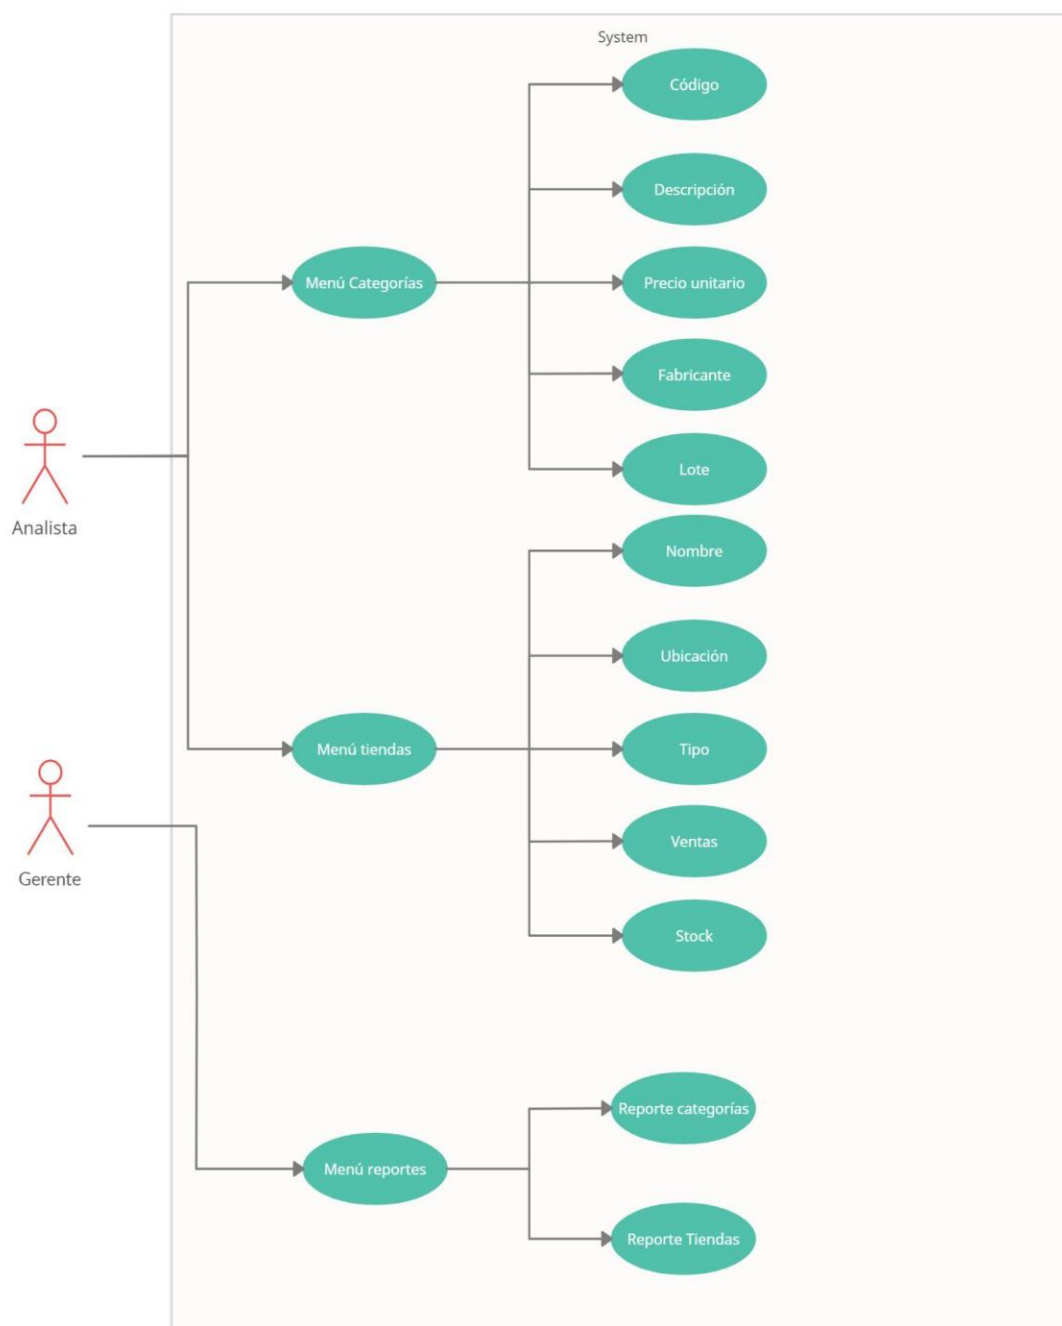 System
Código
Descripción
Menú Categorías
Precio unitario
Fabricante
Lote
Analista
Nombre
Ubicación
Menú tiendas
Tipo
Ventas
Gerente
Stock
Reporte categorías
Menú reportes
Reporte Tiendas